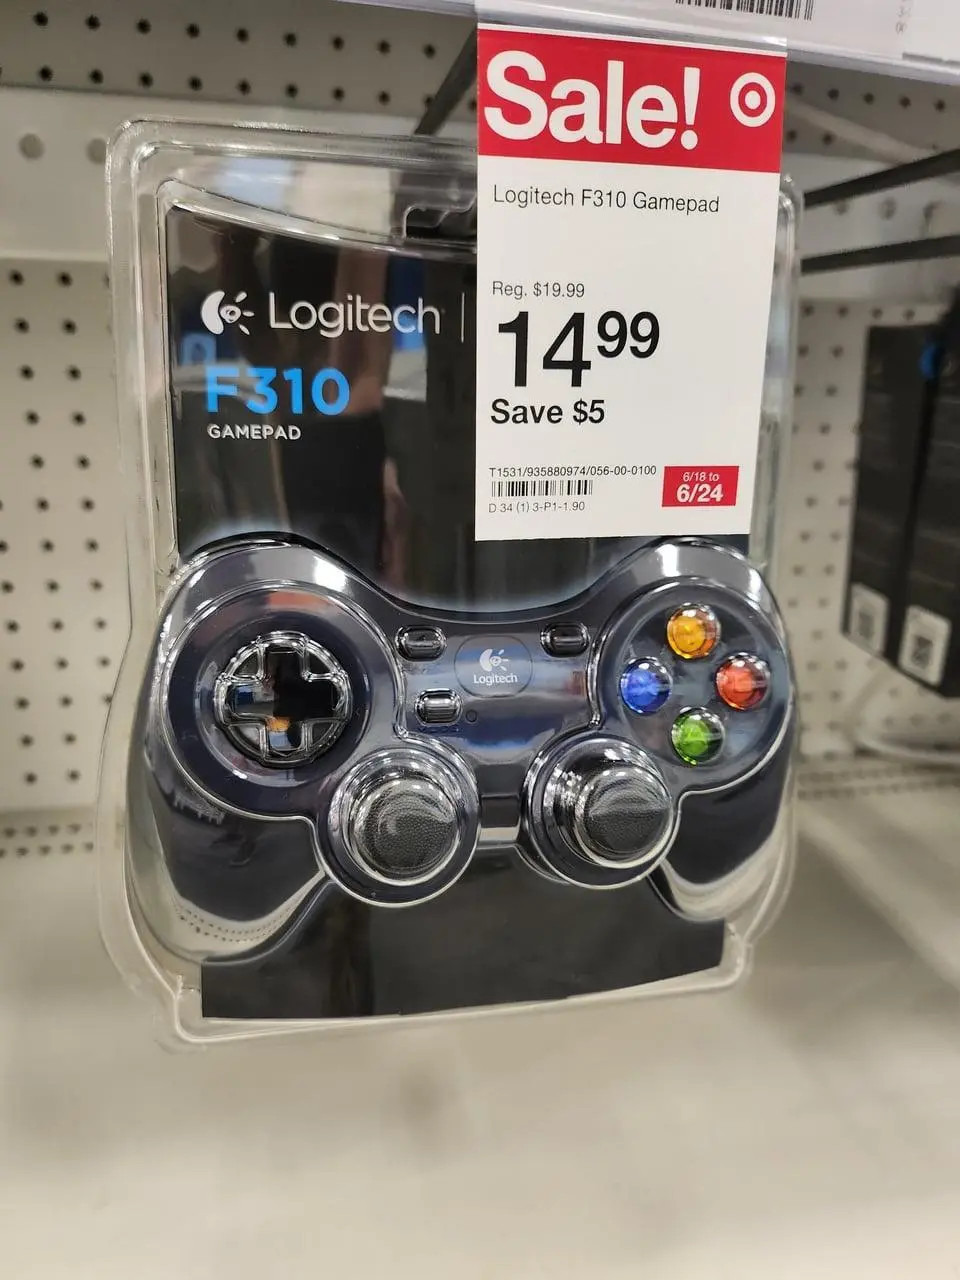 Sale!
Logitech F310 Gamepad
Reg. $19.99
14 99
Save $5
T1531/935880974/056-00-0100
D 34 (1) 3-P1-1.90
6/18 to
6/24
Logitech
F310
GAMEPAD
Logitech